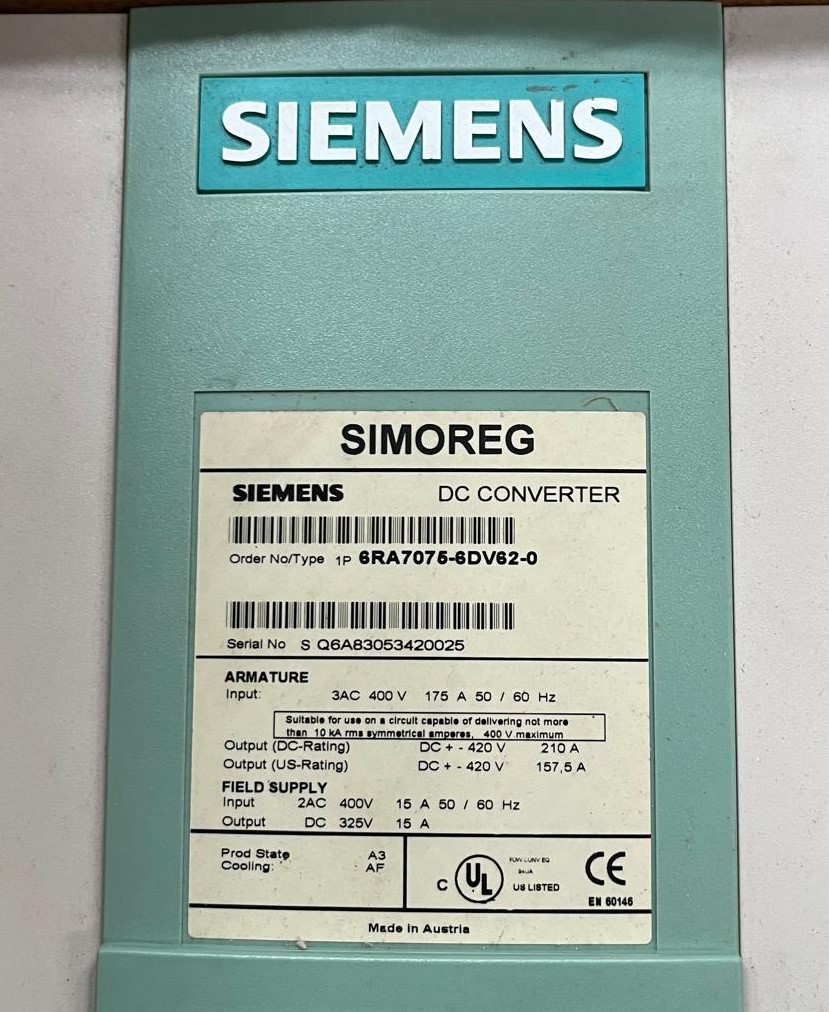 SIEMENS
SIMOREG
SIEMENS DC CONVERTER
Order No/Type 1P 6RA7075-6DV62-0
Serial No S Q6A83053420025
ARMATURE
Input: 3AC 400 V 175 A 50 / 60 Hz
Suitable for use on a circuit capable of delivering not more
than 10 kA rms symmetrical amperes, 400 V maximum
Output (DC-Rating) DC + - 420 V 210 A
Output (US-Rating) DC + - 420 V 157,5 A
FIELD SUPPLY
Input 2AC 400V 15 A 50 / 60 Hz
Output DC 325V 15 A
Prod State A3
Cooling: AF
C UL US LISTED
CE
EN 60146
Made in Austria